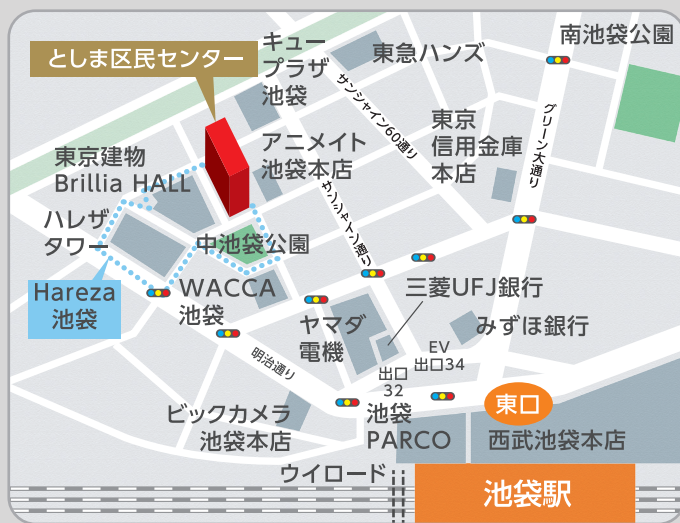 南池袋公園
キュー
プラザ
池袋
東急ハンズ
としま区民センター
サンシャイン60通り
グリーン大通り
東京
信用金庫
本店
アニメイト
池袋本店
東京建物
Brillia HALL
サンシャイン通り
ハレザ
タワー
中池袋公園
Hareza
池袋
WACCA
池袋
三菱UFJ銀行
ヤマダ
電機
みずほ銀行
EV
出口34
明治通り
出口
32
東口
ビックカメラ
池袋本店
池袋
PARCO
西武池袋本店
ウイロード
池袋駅